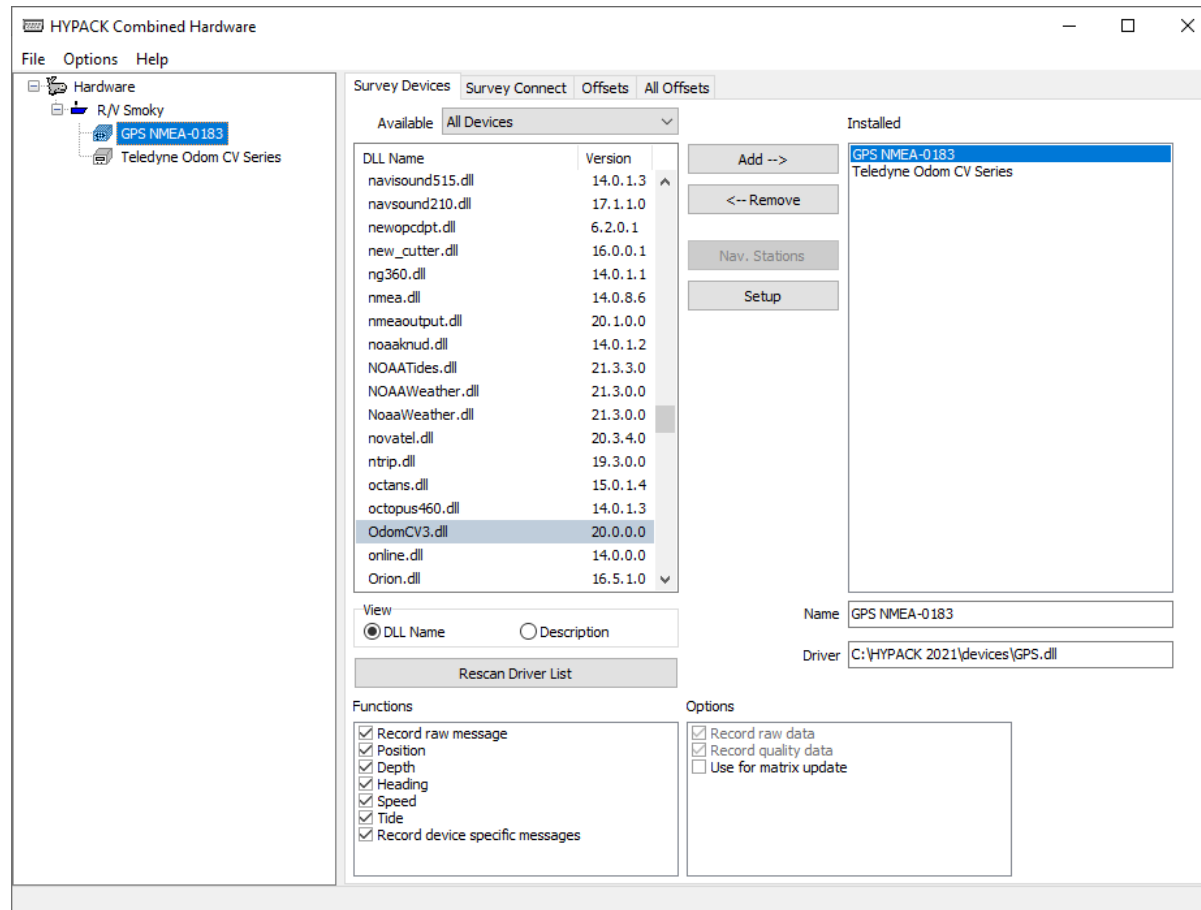 HYPACK Combined Hardware
File Options Help
Hardware
R/V Smoky
GPS NMEA-0183
Teledyne Odom CV Series
Survey Devices Survey Connect Offsets All Offsets
Available All Devices
DLL Name Version
navisound515.dll 14.0.1.3
navsound210.dll 17.1.1.0
newopcdpt.dll 6.2.0.1
new_cutter.dll 16.0.0.1
ng360.dll 14.0.1.1
nmea.dll 14.0.8.6
nmeaoutput.dll 20.1.0.0
noaaknud.dll 14.0.1.2
NOAATides.dll 21.3.3.0
NOAAWeather.dll 21.3.0.0
NoaaWeather.dll 21.3.0.0
novatel.dll 20.3.4.0
ntrip.dll 19.3.0.0
octans.dll 15.0.1.4
octopus460.dll 14.0.1.3
OdomCV3.dll 20.0.0.0
online.dll 14.0.0.0
Orion.dll 16.5.1.0
View
DLL Name Description
Rescan Driver List
Add -->
<-- Remove
Nav. Stations
Setup
Installed
GPS NMEA-0183
Teledyne Odom CV Series
Name GPS NMEA-0183
Driver C:\HYPACK 2021\devices\GPS.dll
Functions
Record raw message
Position
Depth
Heading
Speed
Tide
Record device specific messages
Options
Record raw data
Record quality data
Use for matrix update